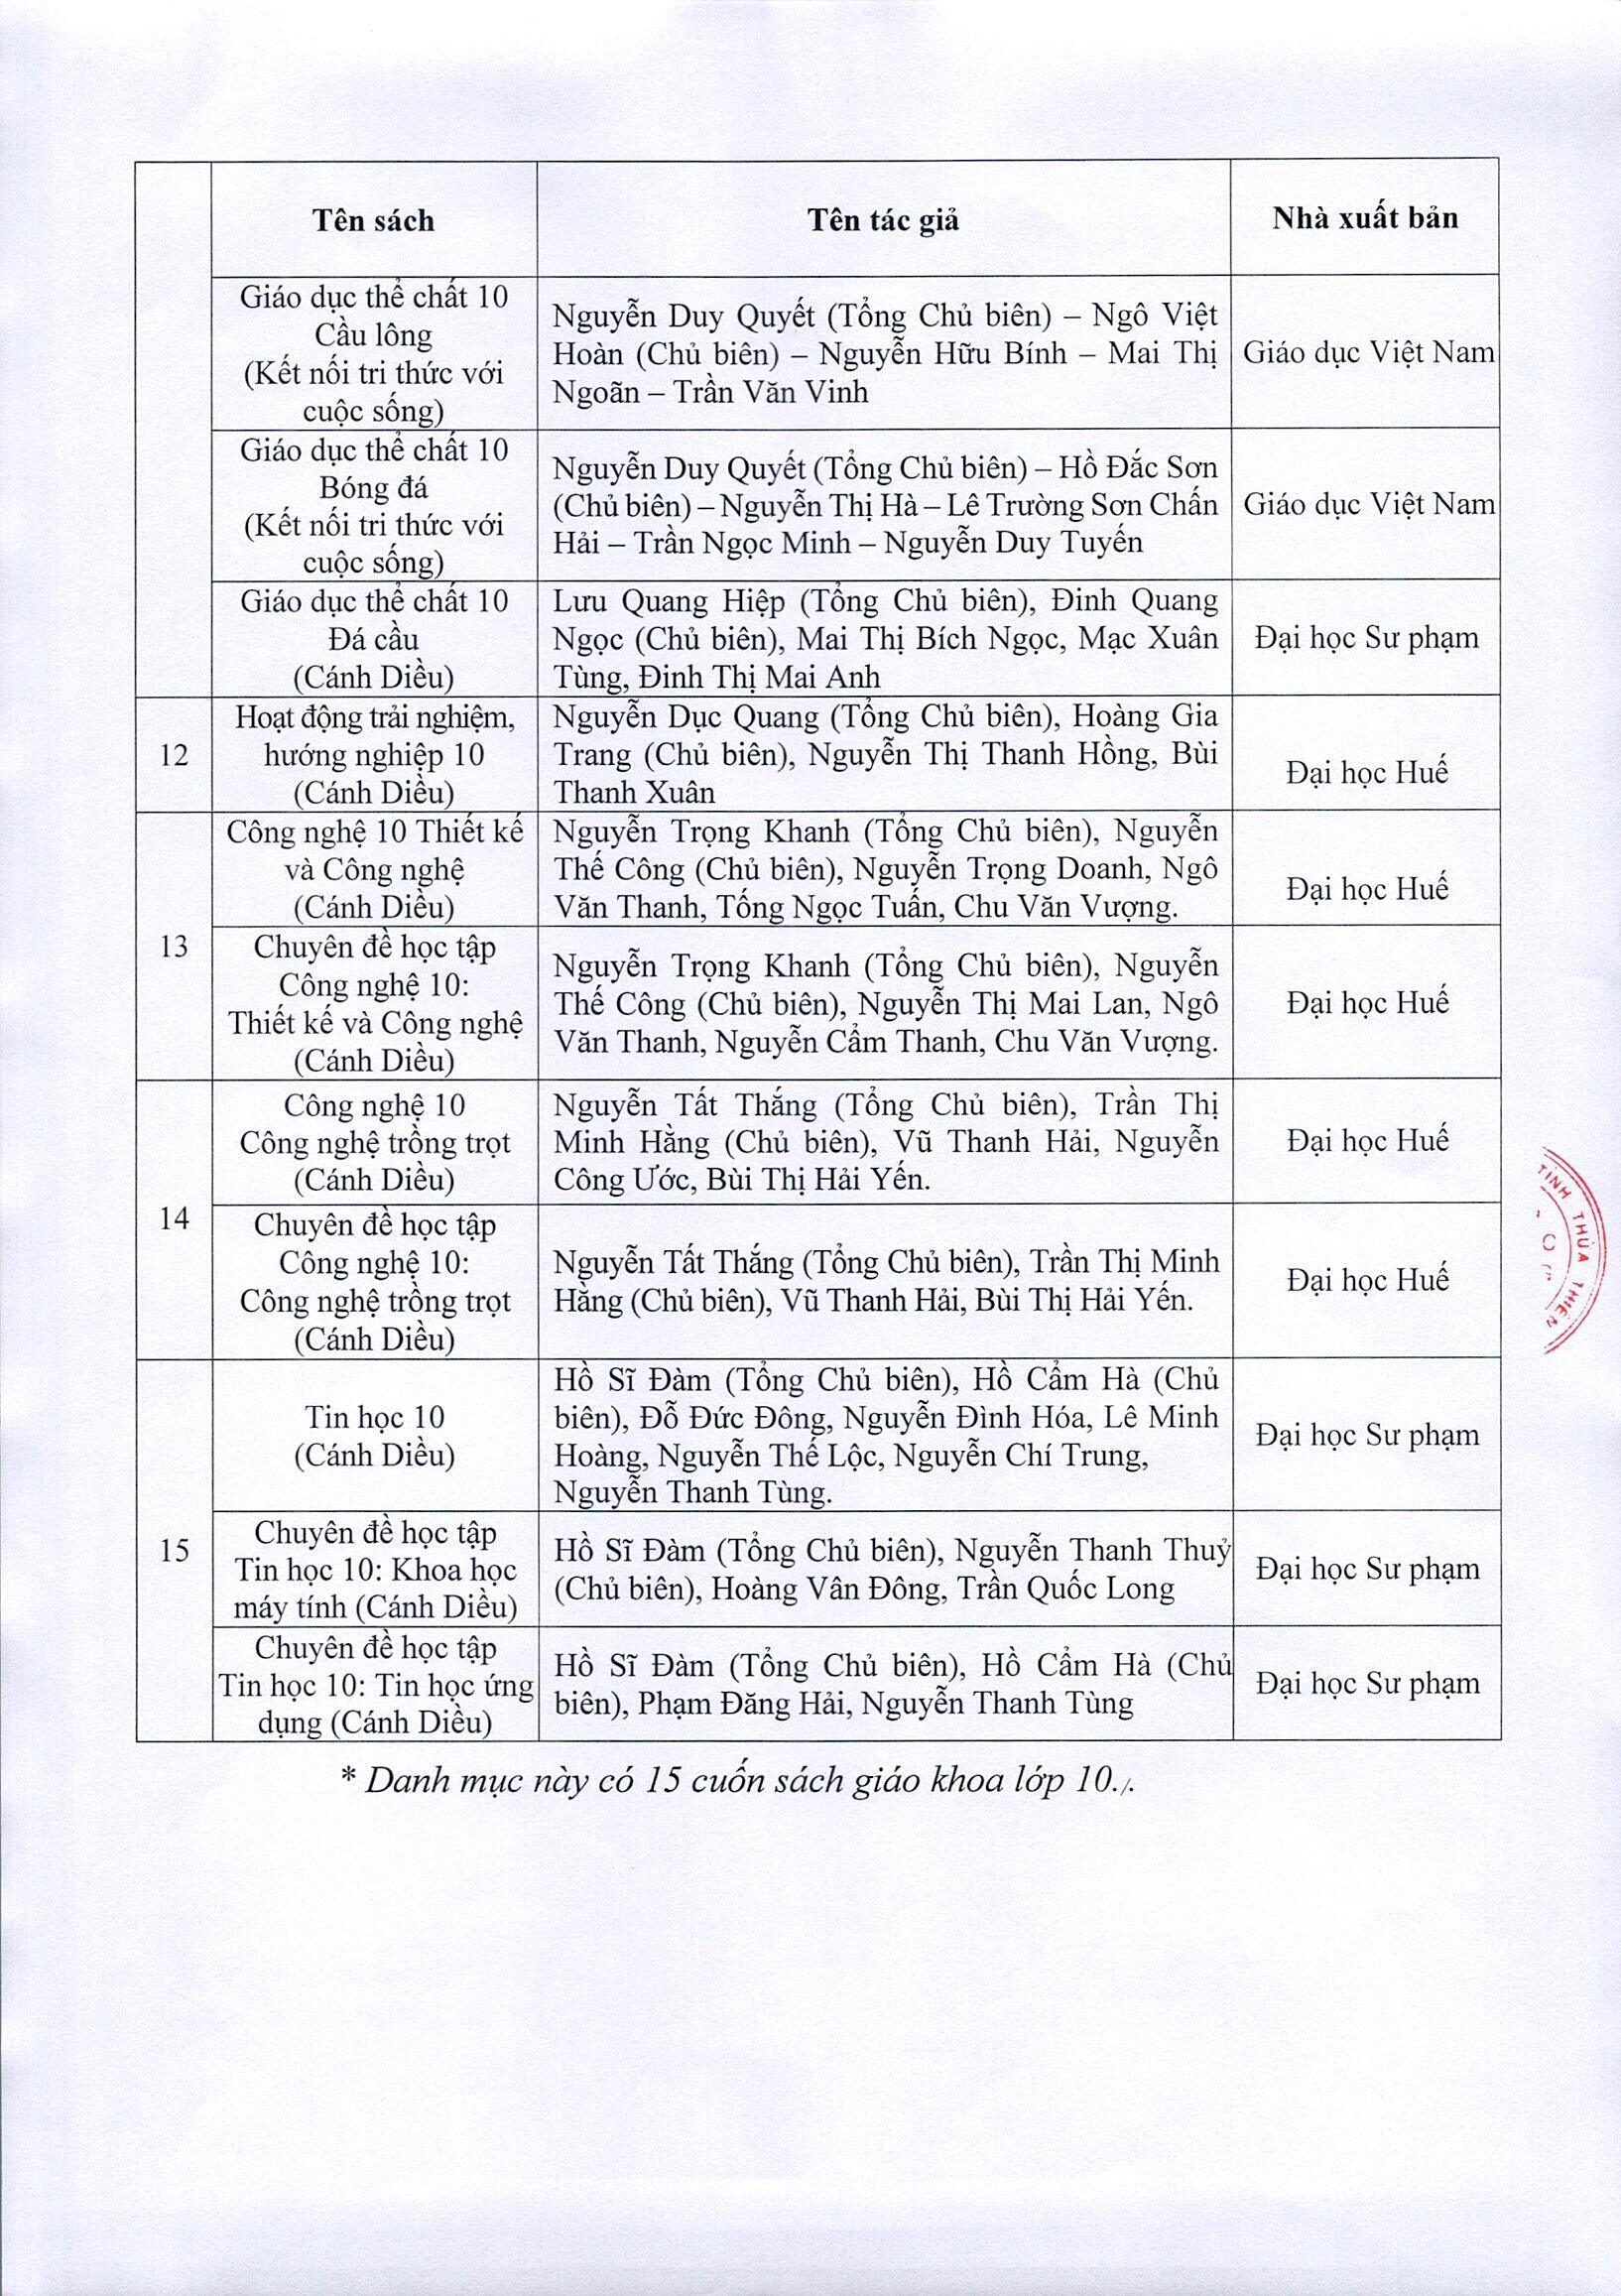 Tên sách
Tên tác giả
Nhà xuất bản
Giáo dục thể chất 10
Cầu lông
(Kết nối tri thức với
cuộc sống)
Nguyễn Duy Quyết (Tổng Chủ biên) – Ngô Việt
Hoàn (Chủ biên) – Nguyễn Hữu Bính – Mai Thị
Ngoãn – Trần Văn Vinh
Giáo dục Việt Nam
Giáo dục thể chất 10
Bóng đá
(Kết nối tri thức với
cuộc sống)
Nguyễn Duy Quyết (Tổng Chủ biên) – Hồ Đắc Sơn
(Chủ biên) – Nguyễn Thị Hà – Lê Trường Sơn Chấn
Hải – Trần Ngọc Minh – Nguyễn Duy Tuyến
Giáo dục Việt Nam
Giáo dục thể chất 10
Đá cầu
(Cánh Diều)
Lưu Quang Hiệp (Tổng Chủ biên), Đinh Quang
Ngọc (Chủ biên), Mai Thị Bích Ngọc, Mạc Xuân
Tùng, Đinh Thị Mai Anh
Đại học Sư phạm
12
Hoạt động trải nghiệm,
hướng nghiệp 10
(Cánh Diều)
Nguyễn Dục Quang (Tổng Chủ biên), Hoàng Gia
Trang (Chủ biên), Nguyễn Thị Thanh Hồng, Bùi
Thanh Xuân
Đại học Huế
13
Công nghệ 10 Thiết kế
và Công nghệ
(Cánh Diều)
Nguyễn Trọng Khanh (Tổng Chủ biên), Nguyễn
Thế Công (Chủ biên), Nguyễn Trọng Doanh, Ngô
Văn Thanh, Tống Ngọc Tuấn, Chu Văn Vượng.
Đại học Huế
Chuyên đề học tập
Công nghệ 10:
Thiết kế và Công nghệ
(Cánh Diều)
Nguyễn Trọng Khanh (Tổng Chủ biên), Nguyễn
Thế Công (Chủ biên), Nguyễn Thị Mai Lan, Ngô
Văn Thanh, Nguyễn Cẩm Thanh, Chu Văn Vượng.
Đại học Huế
14
Công nghệ 10
Công nghệ trồng trọt
(Cánh Diều)
Nguyễn Tất Thắng (Tổng Chủ biên), Trần Thị
Minh Hằng (Chủ biên), Vũ Thanh Hải, Nguyễn
Công Ước, Bùi Thị Hải Yến.
Đại học Huế
Chuyên đề học tập
Công nghệ 10:
Công nghệ trồng trọt
(Cánh Diều)
Nguyễn Tất Thắng (Tổng Chủ biên), Trần Thị Minh
Hằng (Chủ biên), Vũ Thanh Hải, Bùi Thị Hải Yến.
Đại học Huế
TỈNH THỪA THIÊN
15
Tin học 10
(Cánh Diều)
Hồ Sĩ Đàm (Tổng Chủ biên), Hồ Cẩm Hà (Chủ
biên), Đỗ Đức Đông, Nguyễn Đình Hóa, Lê Minh
Hoàng, Nguyễn Thế Lộc, Nguyễn Chí Trung,
Nguyễn Thanh Tùng.
Đại học Sư phạm
Chuyên đề học tập
Tin học 10: Khoa học
máy tính (Cánh Diều)
Hồ Sĩ Đàm (Tổng Chủ biên), Nguyễn Thanh Thuỷ
(Chủ biên), Hoàng Vân Đông, Trần Quốc Long
Đại học Sư phạm
Chuyên đề học tập
Tin học 10: Tin học ứng
dụng (Cánh Diều)
Hồ Sĩ Đàm (Tổng Chủ biên), Hồ Cẩm Hà (Chủ
biên), Phạm Đăng Hải, Nguyễn Thanh Tùng
Đại học Sư phạm
* Danh mục này có 15 cuốn sách giáo khoa lớp 10./.